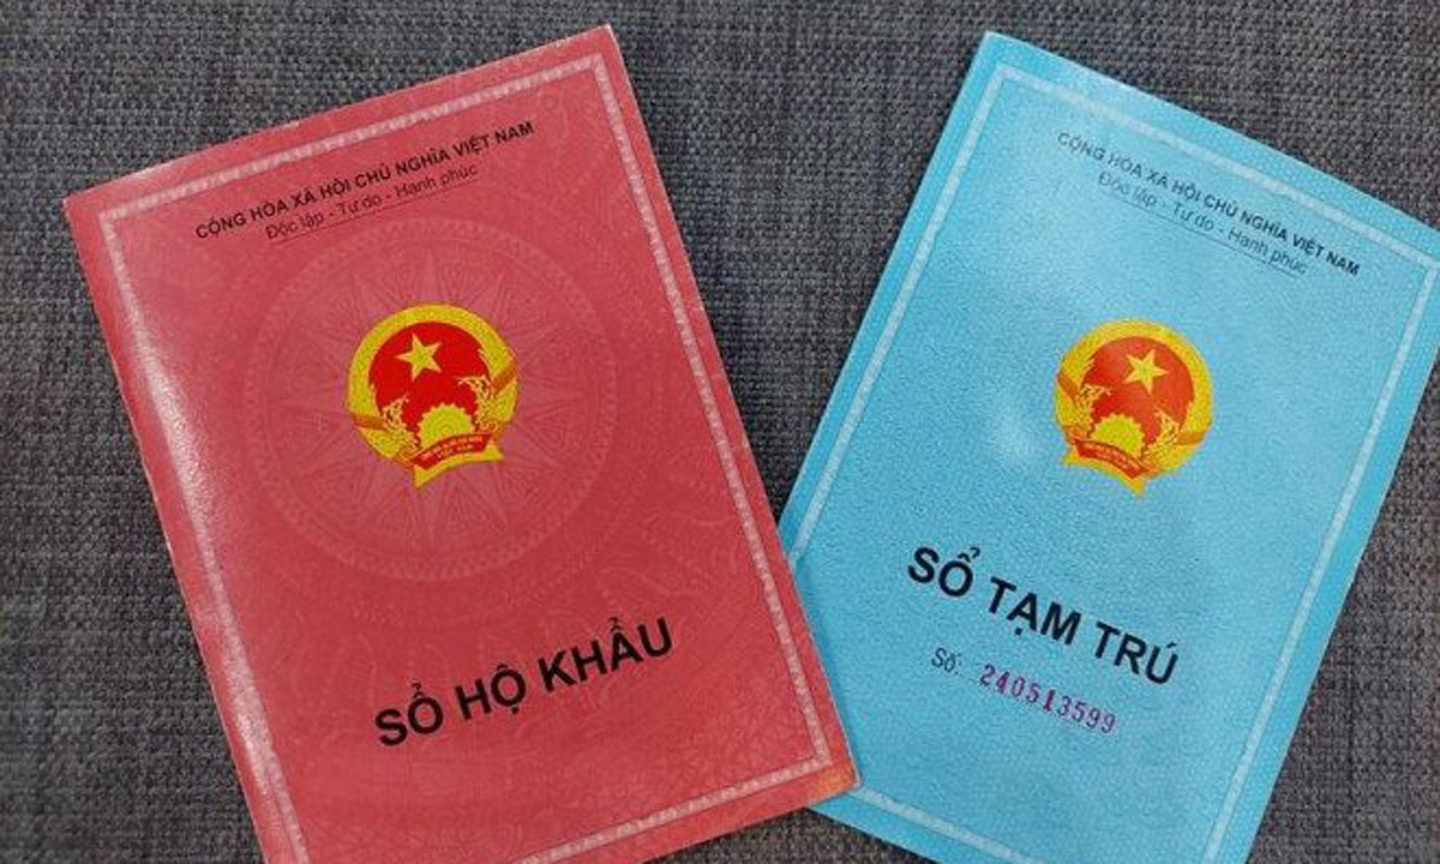 CỘNG HÒA XÃ HỘI CHỦ NGHĨA VIỆT NAM
Độc lập - Tự do - Hạnh phúc
SỔ HỘ KHẨU
CỘNG HÒA XÃ HỘI CHỦ NGHĨA VIỆT NAM
Độc lập - Tự do - Hạnh phúc
SỔ TẠM TRÚ
Số: 240513599